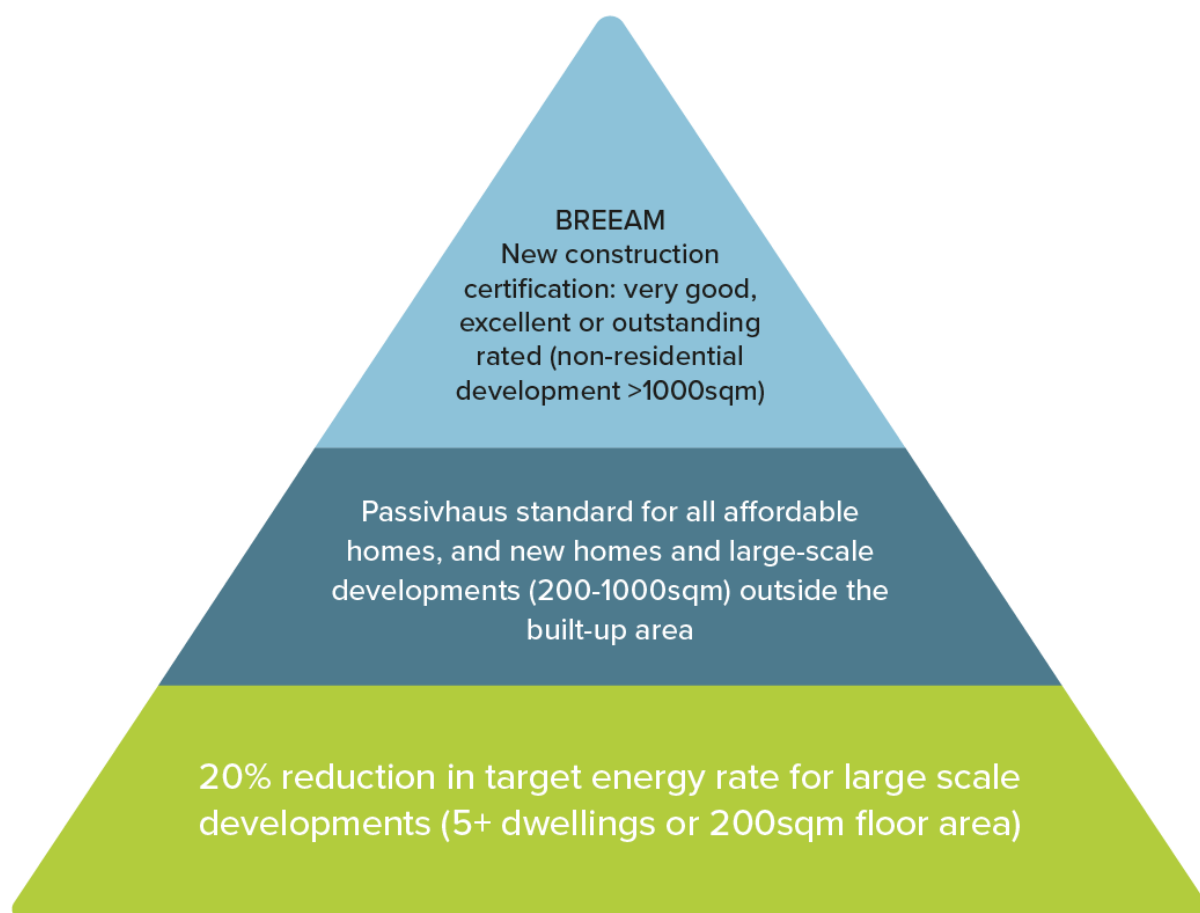 BREEAM
New construction
certification: very good,
excellent or outstanding
rated (non-residential
development >1000sqm)
Passivhaus standard for all affordable
homes, and new homes and large-scale
developments (200-1000sqm) outside the
built-up area
20% reduction in target energy rate for large scale
developments (5+ dwellings or 200sqm floor area)